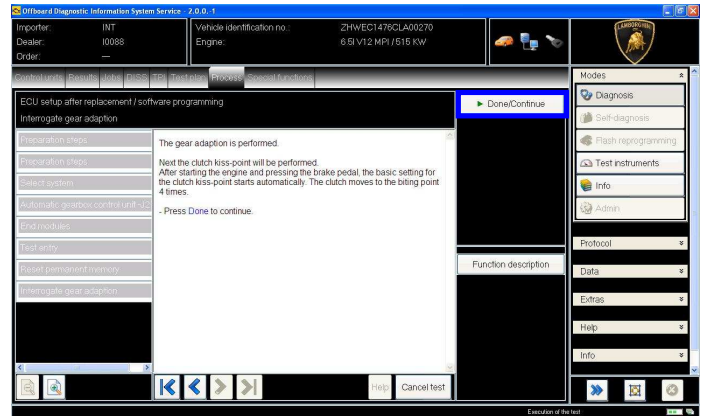 Offboard Diagnostic Information System Service - 2.0.0.-1
Importer: INT
Dealer: I0088
Order: —
Vehicle identification no.: ZHWEC1476CLA00270
Engine: 6.5l V12 MPI / 515 KW
LAMBORGHINI
Control units Results Jobs DISS TPI Test plan Process Special functions
ECU setup after replacement / software programming
Interrogate gear adaption
Preparation steps
Preparation steps
Select system
Automatic gearbox control unit -J2
End modules
Test entry
Reset permanent memory
Interrogate gear adaption
The gear adaption is performed.
Next the clutch kiss-point will be performed.
After starting the engine and pressing the brake pedal, the basic setting for
the clutch kiss-point starts automatically. The clutch moves to the biting point
4 times.
- Press Done to continue.
Done/Continue
Function description
Help
Cancel test
Modes
Diagnosis
Self-diagnosis
Flash reprogramming
Test instruments
Info
Admin
Protocol
Data
Extras
Help
Info
Execution of the test